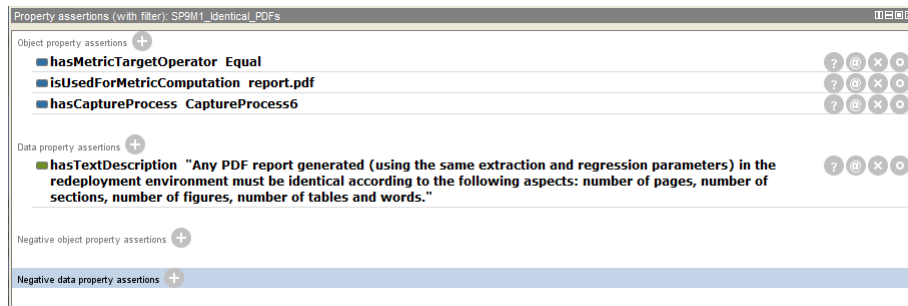 Property assertions (with filter): SP9M1_Identical_PDFs
Object property assertions
hasMetricTargetOperator Equal
isUsedForMetricComputation report.pdf
hasCaptureProcess CaptureProcess6
Data property assertions
hasTextDescription "Any PDF report generated (using the same extraction and regression parameters) in the
redeployment environment must be identical according to the following aspects: number of pages, number of
sections, number of figures, number of tables and words."
Negative object property assertions
Negative data property assertions